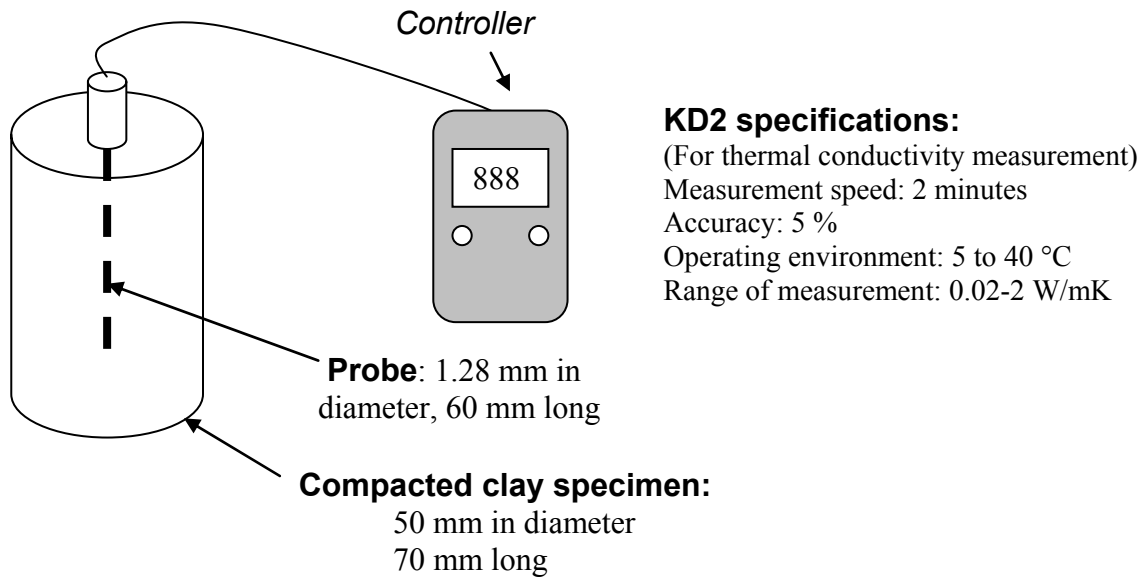 Controller
888
KD2 specifications:
(For thermal conductivity measurement)
Measurement speed: 2 minutes
Accuracy: 5 %
Operating environment: 5 to 40 °C
Range of measurement: 0.02-2 W/mK
Probe: 1.28 mm in
diameter, 60 mm long
Compacted clay specimen:
50 mm in diameter
70 mm long